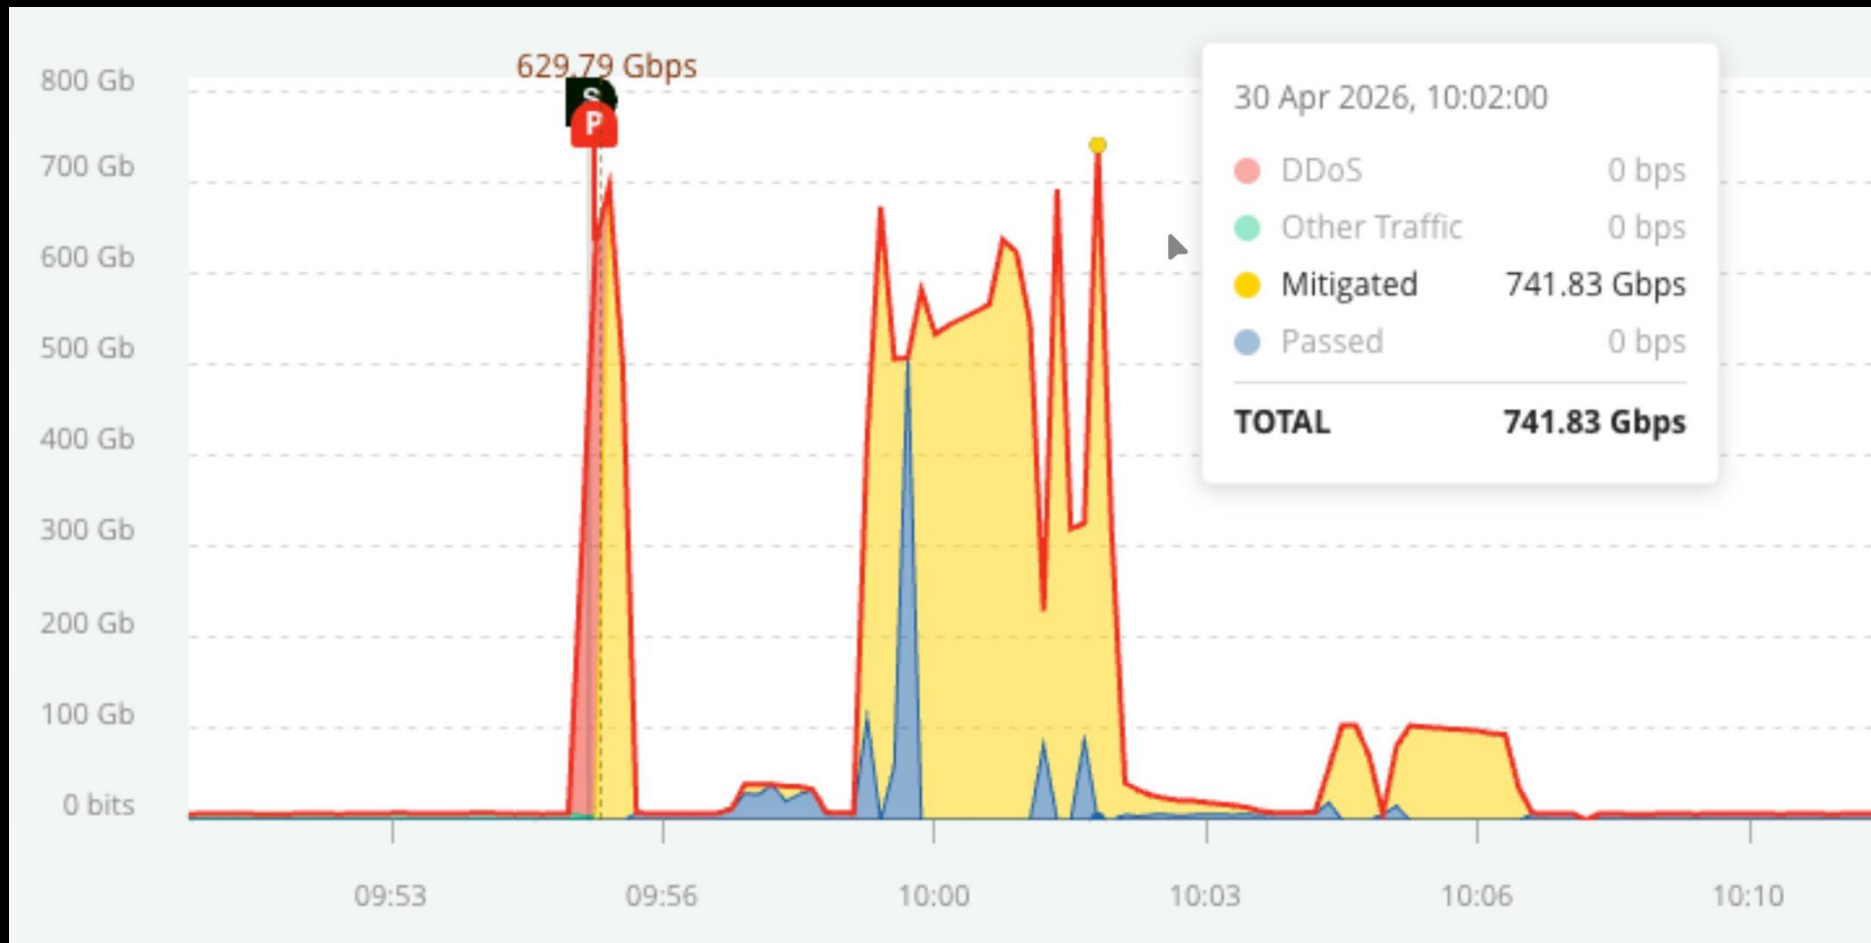 629.79 Gbps
S
P
800 Gb
700 Gb
600 Gb
500 Gb
400 Gb
300 Gb
200 Gb
100 Gb
0 bits
09:53
09:56
10:00
10:03
10:06
10:10
30 Apr 2026, 10:02:00
DDoS 0 bps
Other Traffic 0 bps
Mitigated 741.83 Gbps
Passed 0 bps
TOTAL 741.83 Gbps